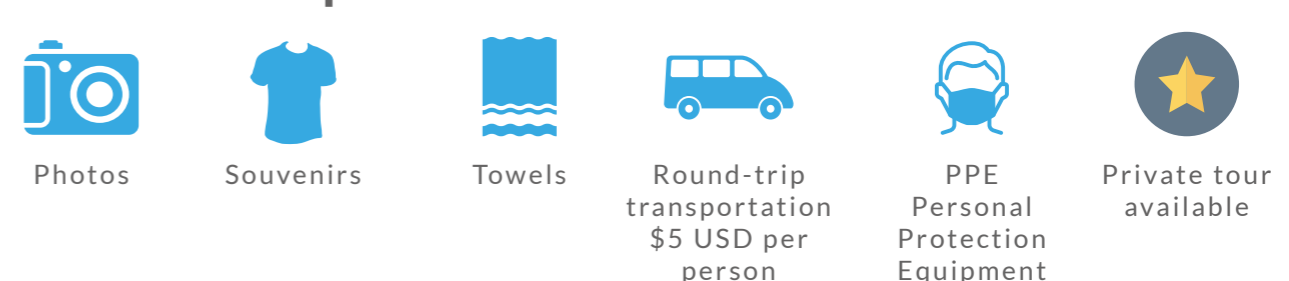 Photos
Souvenirs
Towels
Round-trip
transportation
$5 USD per
person
PPE
Personal
Protection
Equipment
Private tour
available